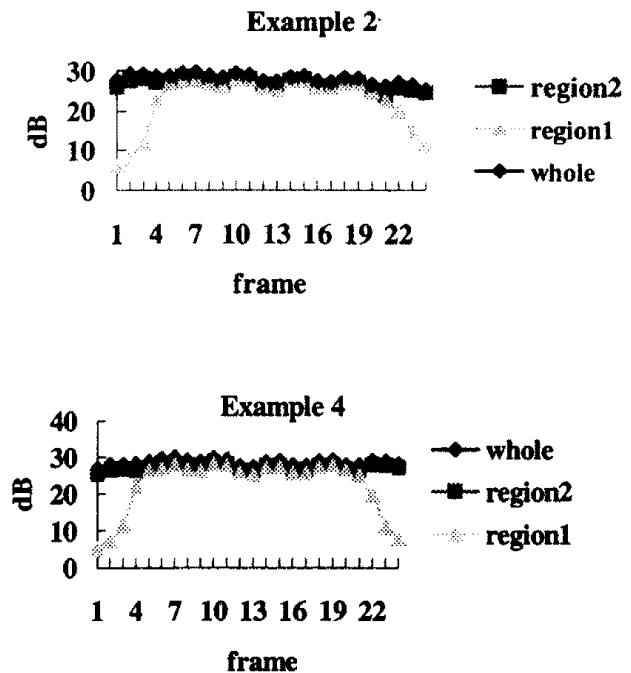 Example 2
30
20
10
0
dB
1 4 7 10 13 16 19 22
frame
region2
region1
whole
Example 4
40
30
20
10
0
dB
1 4 7 10 13 16 19 22
frame
whole
region2
region1